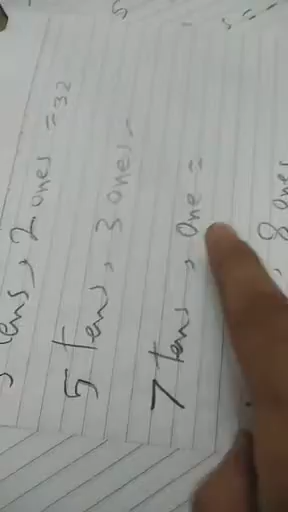 tens, 2 ones =32
5 tens, 3 ones =
7 tens, one =
, 8 ones